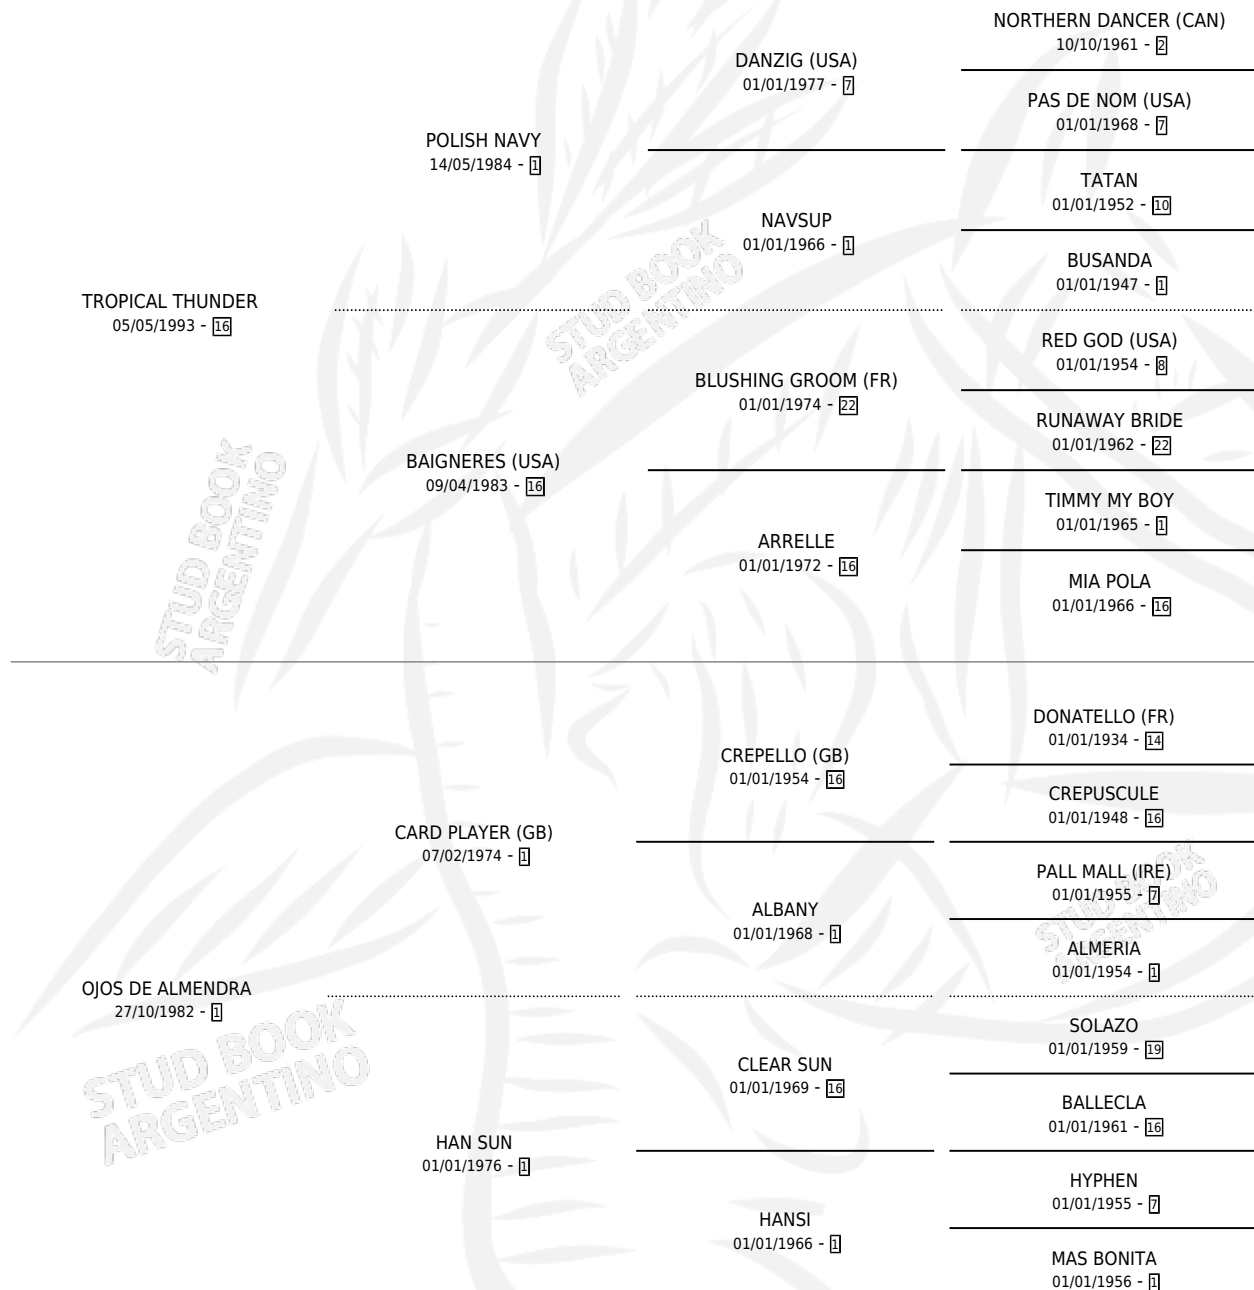 NORTHERN DANCER (CAN)
10/10/1961 - 2
DANZIG (USA)
01/01/1977 - 7
PAS DE NOM (USA)
01/01/1968 - 7
POLISH NAVY
14/05/1984 - 1
TATAN
01/01/1952 - 10
NAVSUP
01/01/1966 - 1
BUSANDA
01/01/1947 - 1
TROPICAL THUNDER
05/05/1993 - 16
RED GOD (USA)
01/01/1954 - 8
BLUSHING GROOM (FR)
01/01/1974 - 22
RUNAWAY BRIDE
01/01/1962 - 22
BAIGNERES (USA)
09/04/1983 - 16
TIMMY MY BOY
01/01/1965 - 1
ARRELLE
01/01/1972 - 16
MIA POLA
01/01/1966 - 16
DONATELLO (FR)
01/01/1934 - 14
CREPELLO (GB)
01/01/1954 - 16
CREPUSCULE
01/01/1948 - 16
CARD PLAYER (GB)
07/02/1974 - 1
PALL MALL (IRE)
01/01/1955 - 7
ALBANY
01/01/1968 - 1
ALMERIA
01/01/1954 - 1
OJOS DE ALMENDRA
27/10/1982 - 1
SOLAZO
01/01/1959 - 19
CLEAR SUN
01/01/1969 - 16
BALLECLA
01/01/1961 - 16
HAN SUN
01/01/1976 - 1
HYPHEN
01/01/1955 - 7
HANSI
01/01/1966 - 1
MAS BONITA
01/01/1956 - 1
STUD BOOK
ARGENTINO
STUD BOOK
ARGENTINO
STUD BOOK
ARGENTINO
STUD BOOK
ARGENTINO